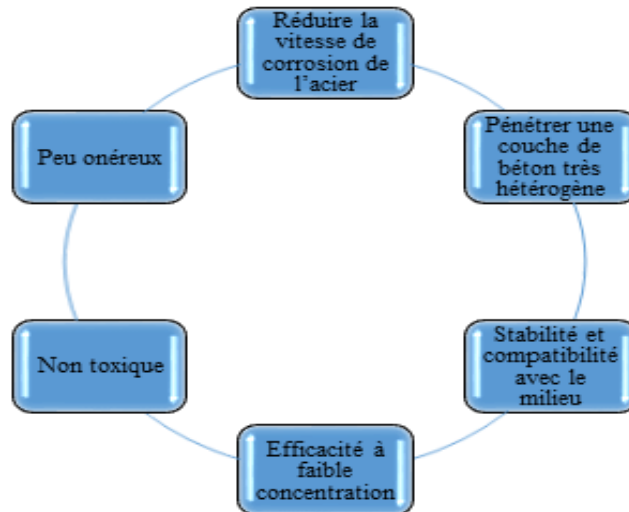 Réduire la
vitesse de
corrosion de
l'acier
Pénétrer une
couche de
béton très
hétérogène
Stabilité et
compatibilité
avec le
milieu
Efficacité à
faible
concentration
Non toxique
Peu onéreux